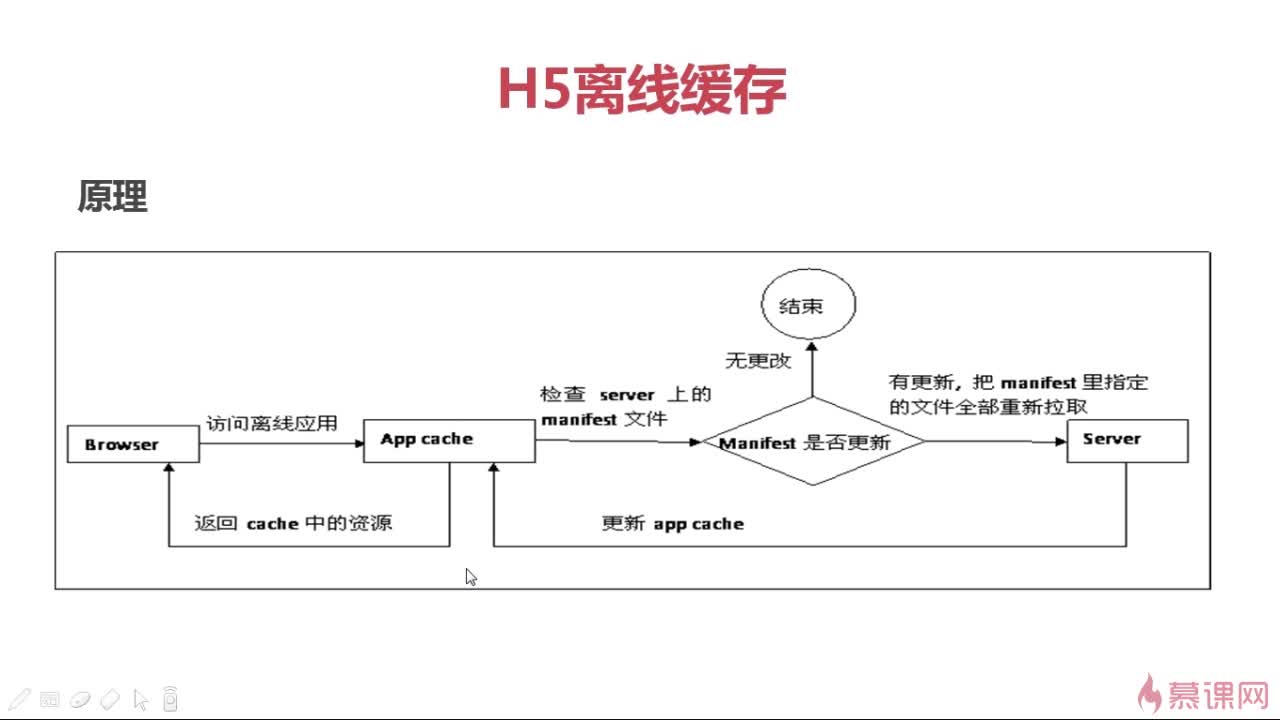 H5离线缓存
原理
结束
无更改
有更新, 把 manifest 里指定
的文件全部重新拉取
检查 server 上的
manifest 文件
访问离线应用
Browser
App cache
Manifest 是否更新
Server
返回 cache 中的资源
更新 app cache
慕课网